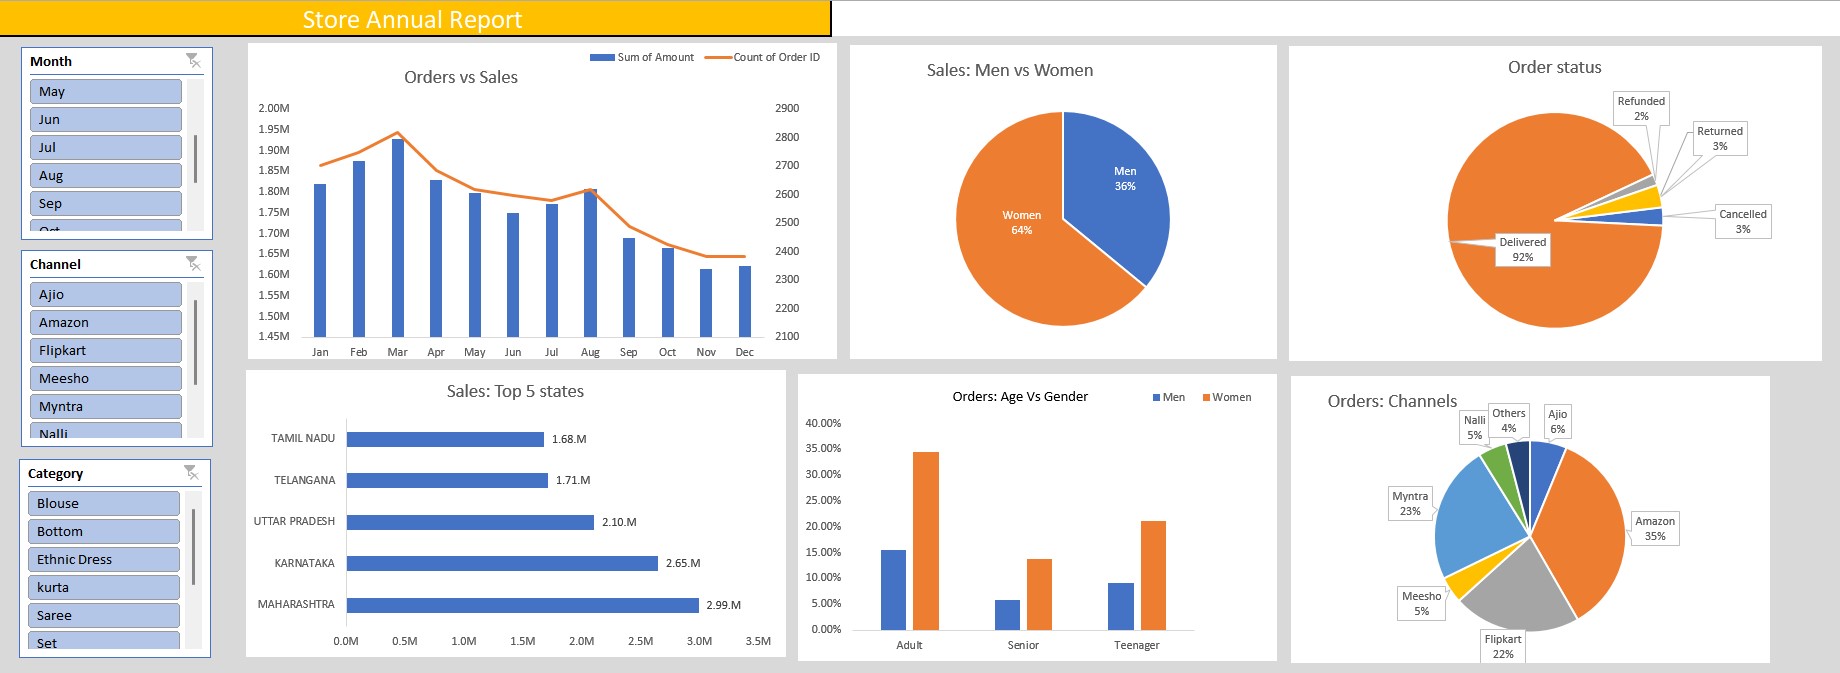 Store Annual Report
Month
May
Jun
Jul
Aug
Sep
Oct
Channel
Ajio
Amazon
Flipkart
Meesho
Myntra
Nalli
Category
Blouse
Bottom
Ethnic Dress
kurta
Saree
Set
Sum of Amount Count of Order ID
Orders vs Sales
2.00M
1.95M
1.90M
1.85M
1.80M
1.75M
1.70M
1.65M
1.60M
1.55M
1.50M
1.45M
2900
2800
2700
2600
2500
2400
2300
2200
2100
Jan Feb Mar Apr May Jun Jul Aug Sep Oct Nov Dec
Sales: Men vs Women
Men
36%
Women
64%
Order status
Refunded
2%
Returned
3%
Cancelled
3%
Delivered
92%
Sales: Top 5 states
TAMIL NADU 1.68.M
TELANGANA 1.71.M
UTTAR PRADESH 2.10.M
KARNATAKA 2.65.M
MAHARASHTRA 2.99.M
0.0M 0.5M 1.0M 1.5M 2.0M 2.5M 3.0M 3.5M
Orders: Age Vs Gender
Men Women
40.00%
35.00%
30.00%
25.00%
20.00%
15.00%
10.00%
5.00%
0.00%
Adult Senior Teenager
Orders: Channels
Nalli
5%
Others
4%
Ajio
6%
Myntra
23%
Amazon
35%
Meesho
5%
Flipkart
22%